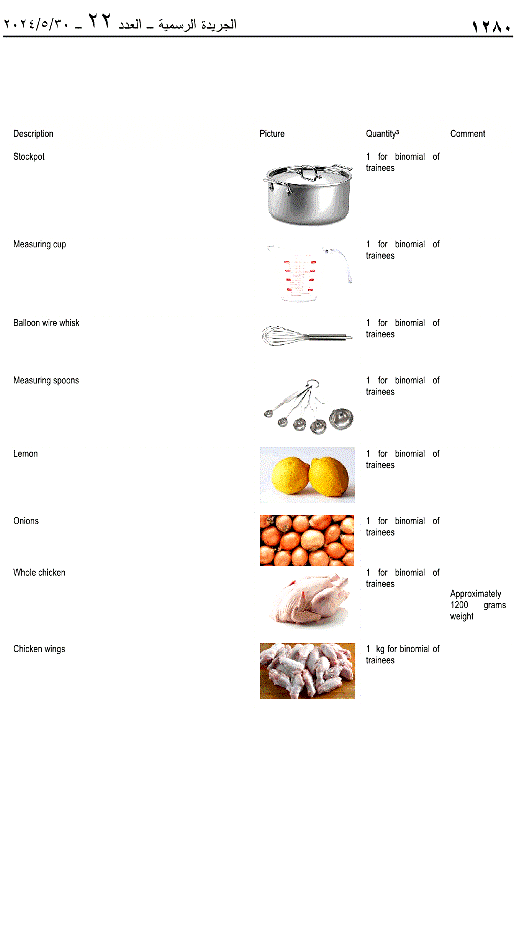 ١٢٨٠ الجريدة الرسمية – العدد ٢٢ – ٢٠٢٤/٥/٣٠
Description Picture Quantity³ Comment
Stockpot 1 for binomial of
trainees
Measuring cup 1 for binomial of
trainees
Balloon wire whisk 1 for binomial of
trainees
Measuring spoons 1 for binomial of
trainees
Lemon 1 for binomial of
trainees
Onions 1 for binomial of
trainees
Whole chicken 1 for binomial of
trainees
Approximately
1200 grams
weight
Chicken wings 1 kg for binomial of
trainees